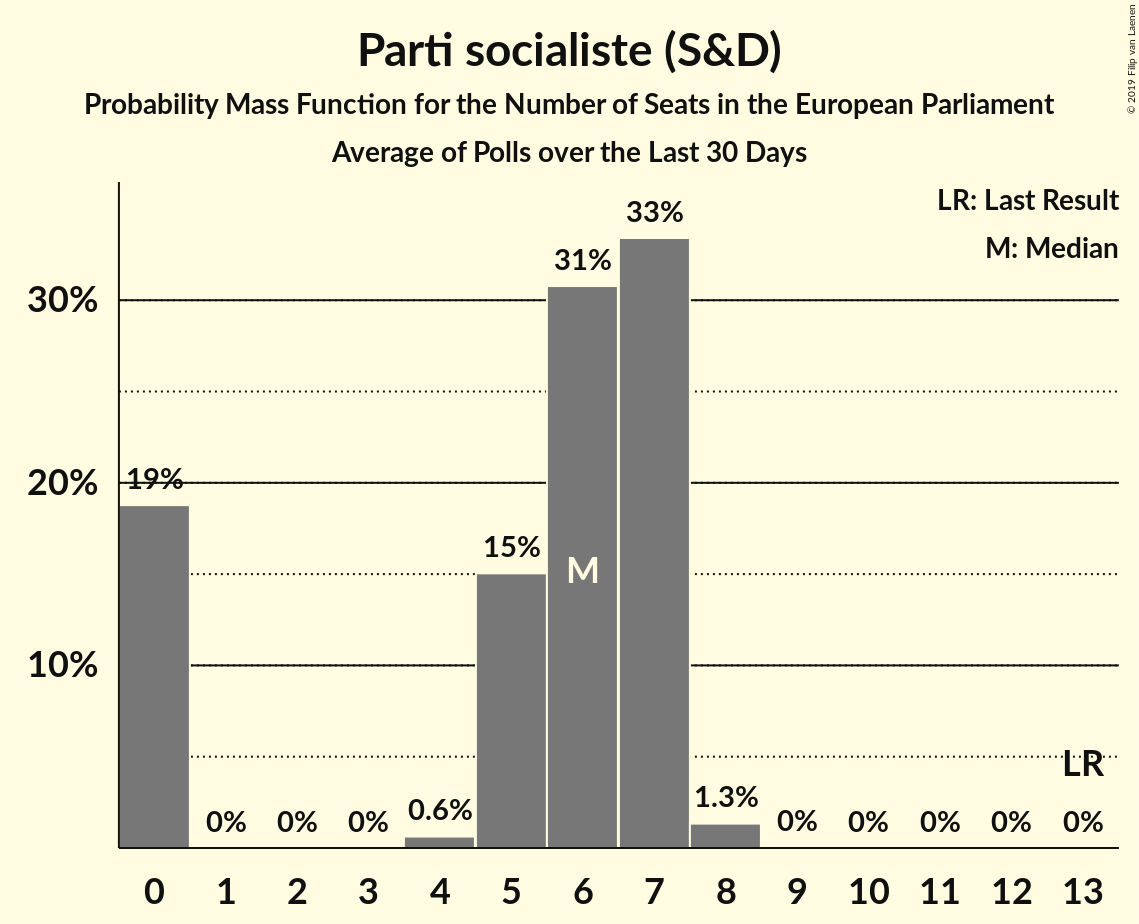 Parti socialiste (S&D)
Probability Mass Function for the Number of Seats in the European Parliament
Average of Polls over the Last 30 Days
© 2019 Filip van Laenen
LR: Last Result
M: Median
33%
31%
30%
20%
19%
15%
M
10%
LR
0.6%
1.3%
0% 0% 0% 0% 0% 0% 0% 0%
0 1 2 3 4 5 6 7 8 9 10 11 12 13